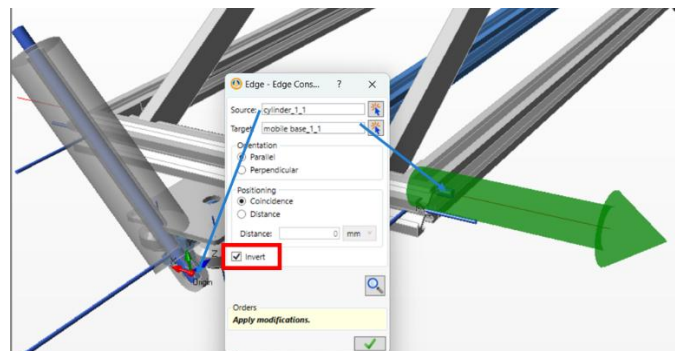 Edge - Edge Cons... ? ×
Source: cylinder_1_1
Target: mobile base_1_1
Orientation
Parallel
Perpendicular
Positioning
Coincidence
Distance
Distance: 0 mm
Invert
Z
Origin
Orders
Apply modifications.